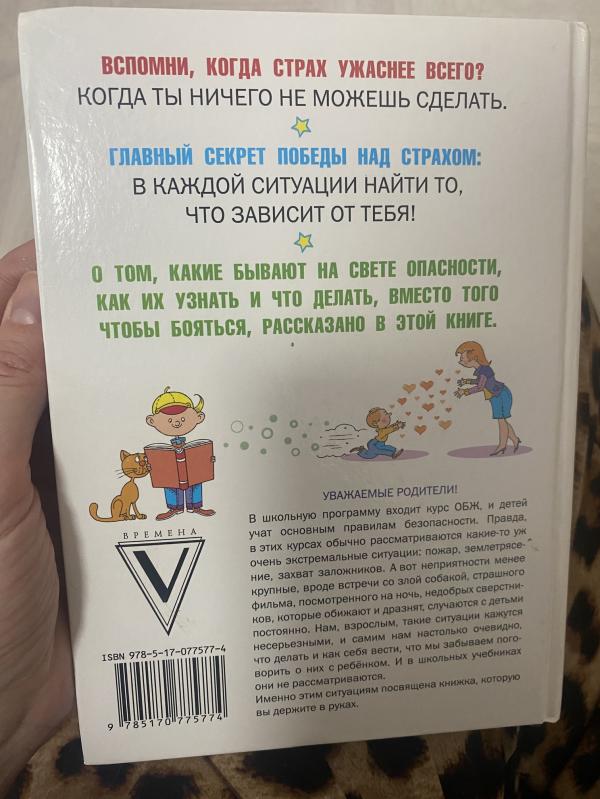 ВСПОМНИ, КОГДА СТРАХ УЖАСНЕЕ ВСЕГО?
КОГДА ТЫ НИЧЕГО НЕ МОЖЕШЬ СДЕЛАТЬ.
ГЛАВНЫЙ СЕКРЕТ ПОБЕДЫ НАД СТРАХОМ:
В КАЖДОЙ СИТУАЦИИ НАЙТИ ТО,
ЧТО ЗАВИСИТ ОТ ТЕБЯ!
О ТОМ, КАКИЕ БЫВАЮТ НА СВЕТЕ ОПАСНОСТИ,
КАК ИХ УЗНАТЬ И ЧТО ДЕЛАТЬ, ВМЕСТО ТОГО
ЧТОБЫ БОЯТЬСЯ, РАССКАЗАНО В ЭТОЙ КНИГЕ.
УВАЖАЕМЫЕ РОДИТЕЛИ!
В школьную программу входит курс ОБЖ, и детей
учат основным правилам безопасности. Правда,
в этих курсах обычно рассматриваются какие-то уж
очень экстремальные ситуации: пожар, землетрясе-
ние, захват заложников. А вот неприятности менее
крупные, вроде встречи со злой собакой, страшного
фильма, посмотренного на ночь, недобрых сверстни-
ков, которые обижают и дразнят, случаются с детьми
постоянно. Нам, взрослым, такие ситуации кажутся
несерьезными, и самим нам настолько очевидно,
что делать и как себя вести, что мы забываем пого-
ворить о них с ребёнком. И в школьных учебниках
они не рассматриваются.
Именно этим ситуациям посвящена книжка, которую
вы держите в руках.
ВРЕМЕНА
V
ISBN 978-5-17-077577-4
9 785170 775774